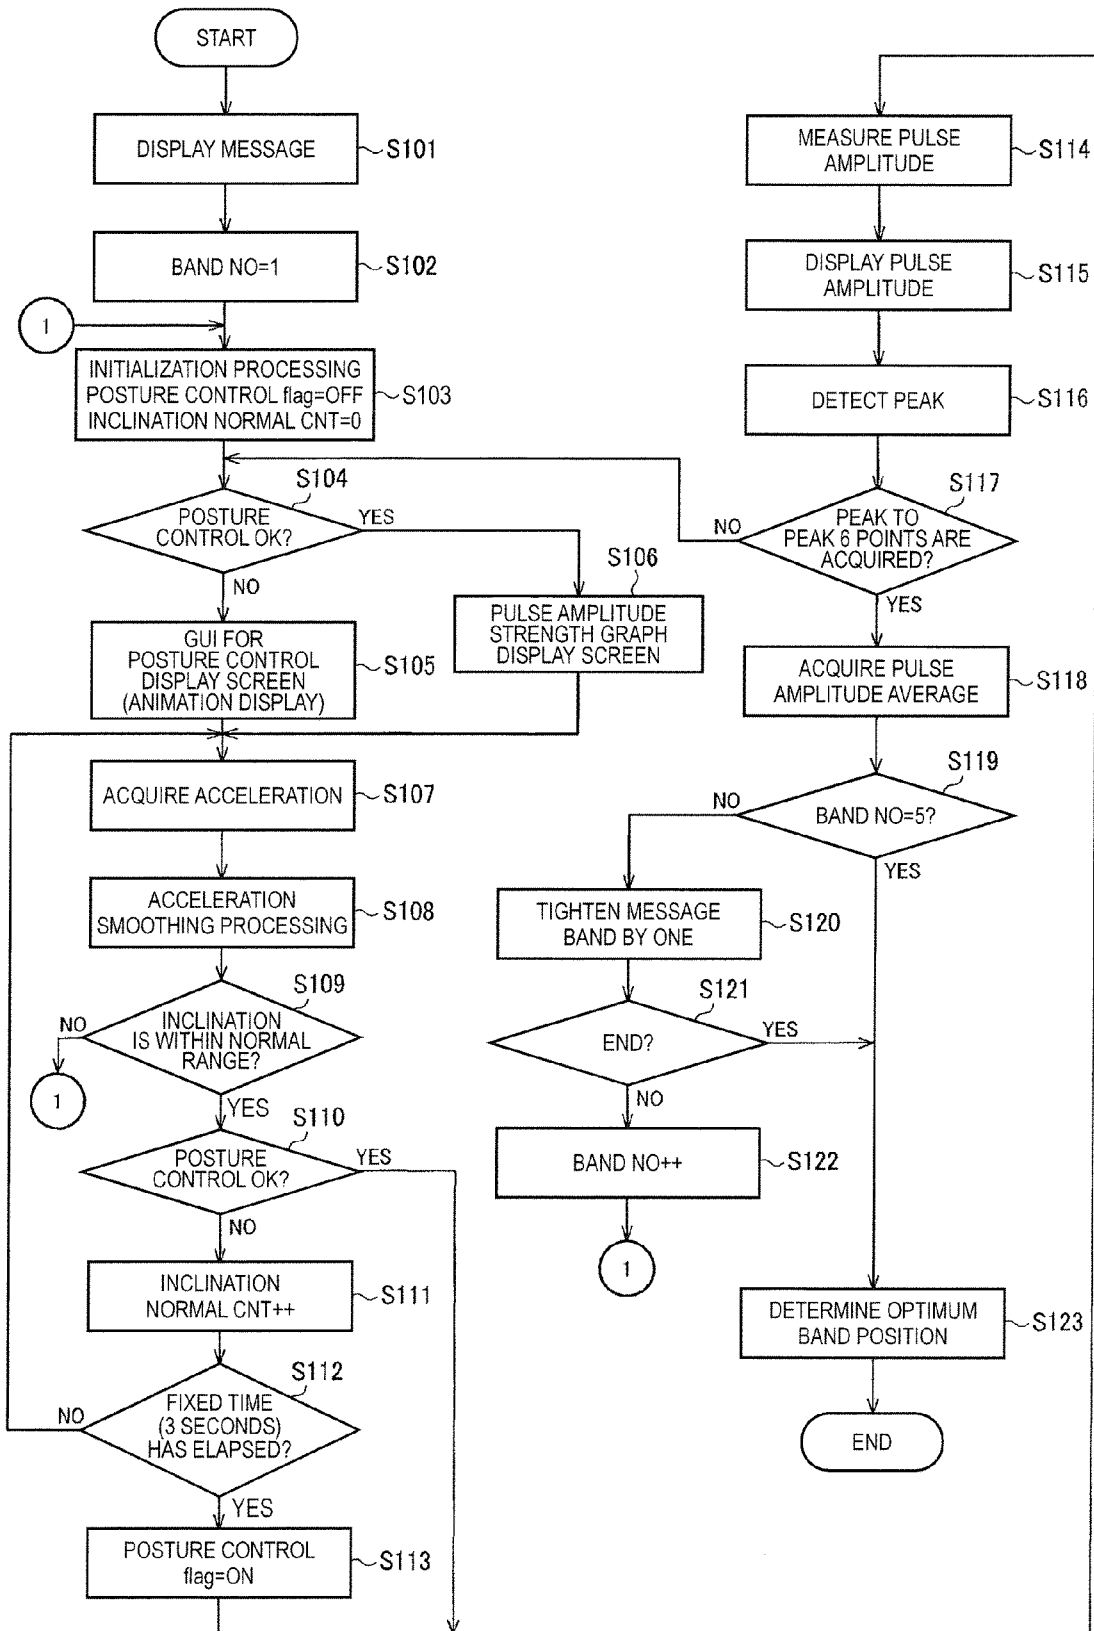 START
DISPLAY MESSAGE
S101
BAND NO=1
S102
1
INITIALIZATION PROCESSING
POSTURE CONTROL flag=OFF
INCLINATION NORMAL CNT=0
S103
S104
POSTURE
CONTROL OK?
YES
NO
S106
PULSE AMPLITUDE
STRENGTH GRAPH
DISPLAY SCREEN
GUI FOR
POSTURE CONTROL
DISPLAY SCREEN
(ANIMATION DISPLAY)
S105
ACQUIRE ACCELERATION
S107
ACCELERATION
SMOOTHING PROCESSING
S108
S109
INCLINATION
IS WITHIN NORMAL
RANGE?
NO
1
YES
S110
POSTURE
CONTROL OK?
YES
NO
INCLINATION
NORMAL CNT++
S111
S112
FIXED TIME
(3 SECONDS)
HAS ELAPSED?
NO
YES
POSTURE CONTROL
flag=ON
S113
MEASURE PULSE
AMPLITUDE
S114
DISPLAY PULSE
AMPLITUDE
S115
DETECT PEAK
S116
S117
PEAK TO
PEAK 6 POINTS ARE
ACQUIRED?
NO
YES
ACQUIRE PULSE
AMPLITUDE AVERAGE
S118
S119
BAND NO=5?
NO
YES
TIGHTEN MESSAGE
BAND BY ONE
S120
S121
END?
YES
NO
BAND NO++
S122
1
DETERMINE OPTIMUM
BAND POSITION
S123
END